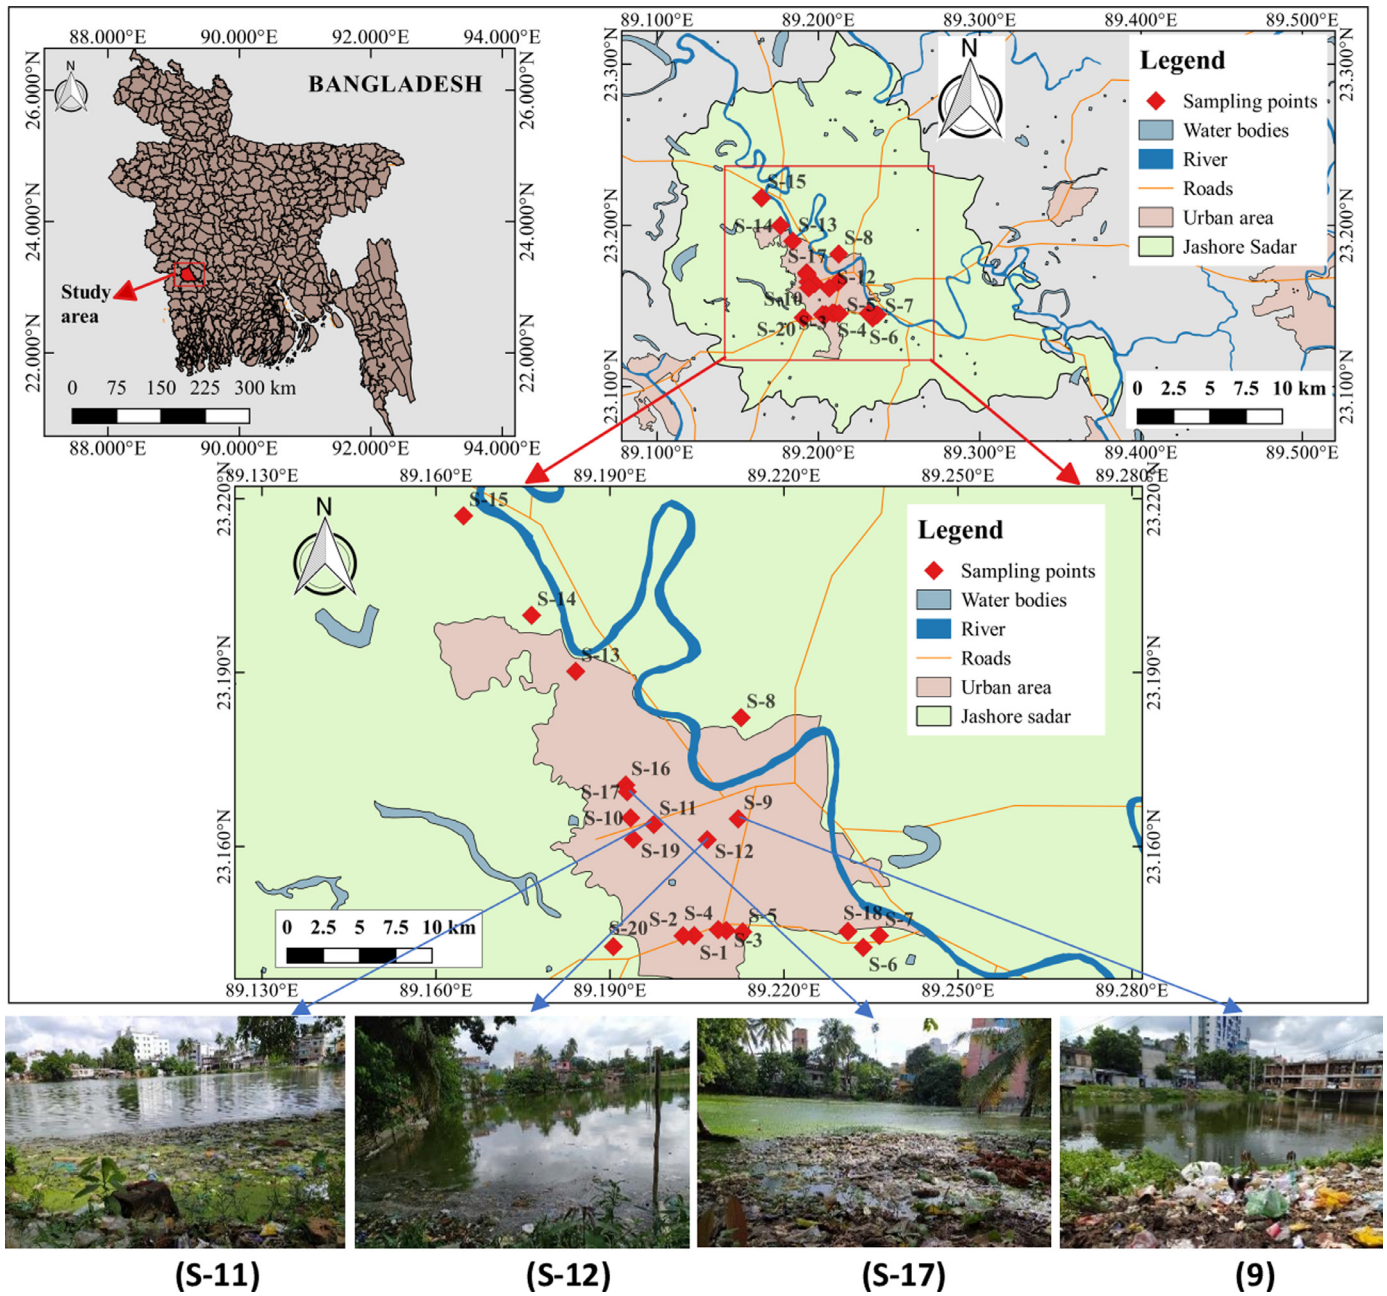 88.000°E 90.000°E 92.000°E 94.000°E
26.000°N
24.000°N
22.000°N
N
BANGLADESH
Study
area
0 75 150 225 300 km
26.000°N
24.000°N
22.000°N
88.000°E 90.000°E 92.000°E 94.000°E
89.100°E 89.200°E 89.300°E 89.400°E 89.500°E
23.300°N
23.200°N
23.100°N
N
S-15
S-14
S-13
S-8
S-17
S-12
S-10
S-5
S-7
S-20
S-3
S-4
S-6
Legend
Sampling points
Water bodies
River
Roads
Urban area
Jashore Sadar
0 2.5 5 7.5 10 km
23.300°N
23.200°N
23.100°N
89.100°E 89.200°E 89.300°E 89.400°E 89.500°E
89.130°E 89.160°E 89.190°E 89.220°E 89.250°E 89.280°E
23.220°N
23.190°N
23.160°N
N
S-15
S-14
S-13
S-8
S-16
S-17
S-11
S-9
S-10
S-19
S-12
S-20
S-2
S-4
S-5
S-18
S-7
S-1
S-3
S-6
Legend
Sampling points
Water bodies
River
Roads
Urban area
Jashore sadar
0 2.5 5 7.5 10 km
23.220°N
23.190°N
23.160°N
89.130°E 89.160°E 89.190°E 89.220°E 89.250°E 89.280°E
(S-11) (S-12) (S-17) (9)